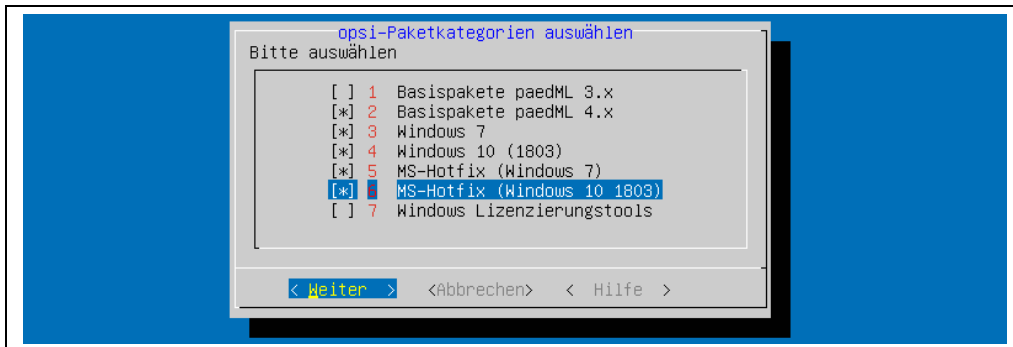 opsi-Paketkategorien auswählen
Bitte auswählen
[ ] 1 Basispakete paedML 3.x
[*] 2 Basispakete paedML 4.x
[*] 3 Windows 7
[*] 4 Windows 10 (1803)
[*] 5 MS-Hotfix (Windows 7)
[*] 6 MS-Hotfix (Windows 10 1803)
[ ] 7 Windows Lizenzierungstools
< Weiter > <Abbrechen> < Hilfe >